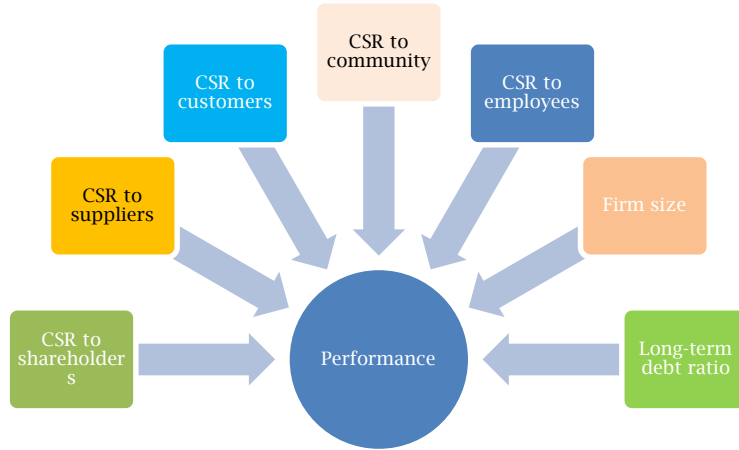 CSR to
community
CSR to
customers
CSR to
employees
CSR to
suppliers
Firm size
CSR to
shareholder
s
Performance
Long-term
debt ratio